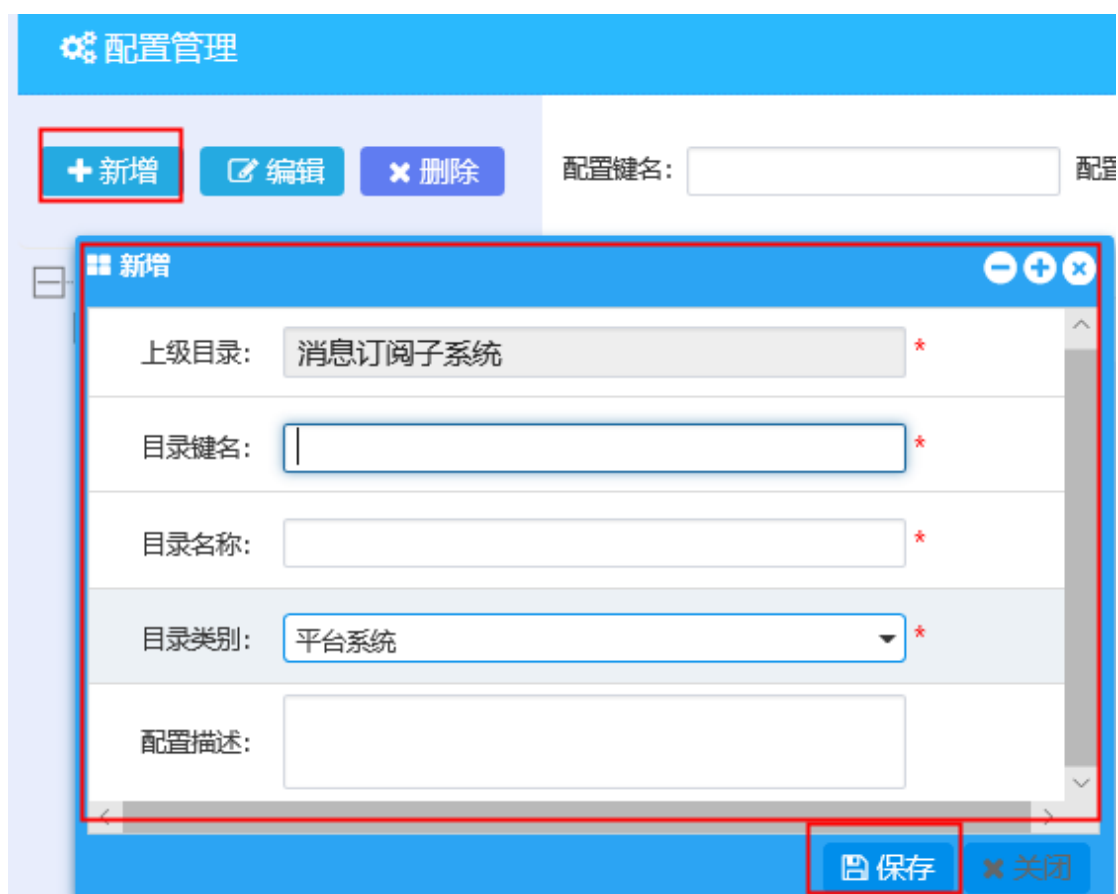 配置管理
新增 编辑 删除 配置键名: 配置
新增
上级目录: 消息订阅子系统 *
目录键名: *
目录名称: *
目录类别: 平台系统 *
配置描述:
保存 关闭